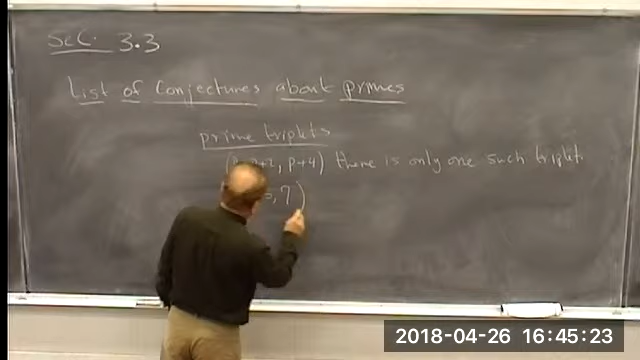 Sec. 3.3
List of Conjectures about primes
prime triplets
p+2, p+4) there is only one such triplet.
, 7)
2018-04-26 16:45:23